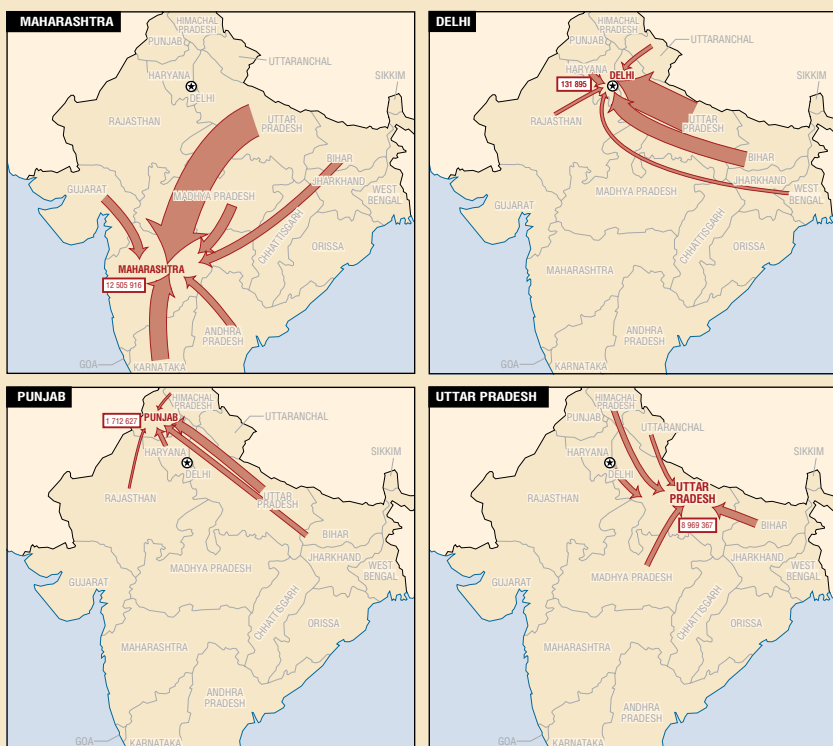 MAHARASHTRA
HIMACHAL
PRADESH
PUNJAB
UTTARANCHAL
HARYANA
SIKKIM
DELHI
RAJASTHAN
UTTAR
PRADESH
BIHAR
JHARKHAND
GUJARAT
MADHYA PRADESH
WEST
BENGAL
CHHATTISGARH
ORISSA
MAHARASHTRA
12 505 916
ANDHRA
PRADESH
GOA
KARNATAKA
DELHI
HIMACHAL
PRADESH
PUNJAB
UTTARANCHAL
HARYANA
DELHI
SIKKIM
131 895
RAJASTHAN
UTTAR
PRADESH
BIHAR
JHARKHAND
MADHYA PRADESH
WEST
BENGAL
GUJARAT
CHHATTISGARH
ORISSA
MAHARASHTRA
ANDHRA
PRADESH
GOA
KARNATAKA
PUNJAB
HIMACHAL
PRADESH
1 712 627
PUNJAB
UTTARANCHAL
HARYANA
SIKKIM
DELHI
RAJASTHAN
UTTAR
PRADESH
BIHAR
JHARKHAND
MADHYA PRADESH
WEST
BENGAL
GUJARAT
CHHATTISGARH
ORISSA
MAHARASHTRA
ANDHRA
PRADESH
GOA
KARNATAKA
UTTAR PRADESH
HIMACHAL
PRADESH
PUNJAB
UTTARANCHAL
HARYANA
SIKKIM
DELHI
RAJASTHAN
UTTAR
PRADESH
8 969 367
BIHAR
JHARKHAND
MADHYA PRADESH
WEST
BENGAL
GUJARAT
CHHATTISGARH
ORISSA
MAHARASHTRA
ANDHRA
PRADESH
GOA
KARNATAKA